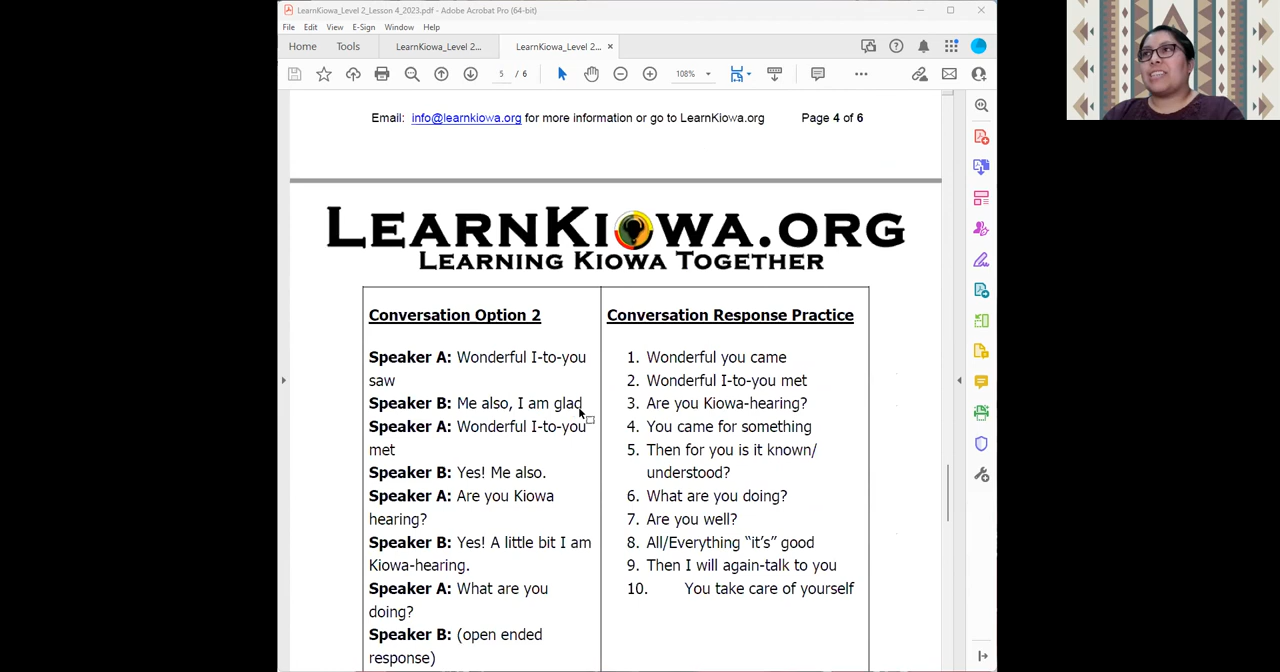 LearnKiowa_Level 2_Lesson 4_2023.pdf - Adobe Acrobat Pro (64-bit)
File Edit View E-Sign Window Help
Home Tools LearnKiowa_Level 2... LearnKiowa_Level 2... ×
5 / 6 108%
Email: info@learnkiowa.org for more information or go to LearnKiowa.org Page 4 of 6
LEARNKIOWA.ORG
LEARNING KIOWA TOGETHER
Conversation Option 2
Speaker A: Wonderful I-to-you
saw
Speaker B: Me also, I am glad
Speaker A: Wonderful I-to-you
met
Speaker B: Yes! Me also.
Speaker A: Are you Kiowa
hearing?
Speaker B: Yes! A little bit I am
Kiowa-hearing.
Speaker A: What are you
doing?
Speaker B: (open ended
response)
Conversation Response Practice
1. Wonderful you came
2. Wonderful I-to-you met
3. Are you Kiowa-hearing?
4. You came for something
5. Then for you is it known/
understood?
6. What are you doing?
7. Are you well?
8. All/Everything “it’s” good
9. Then I will again-talk to you
10. You take care of yourself